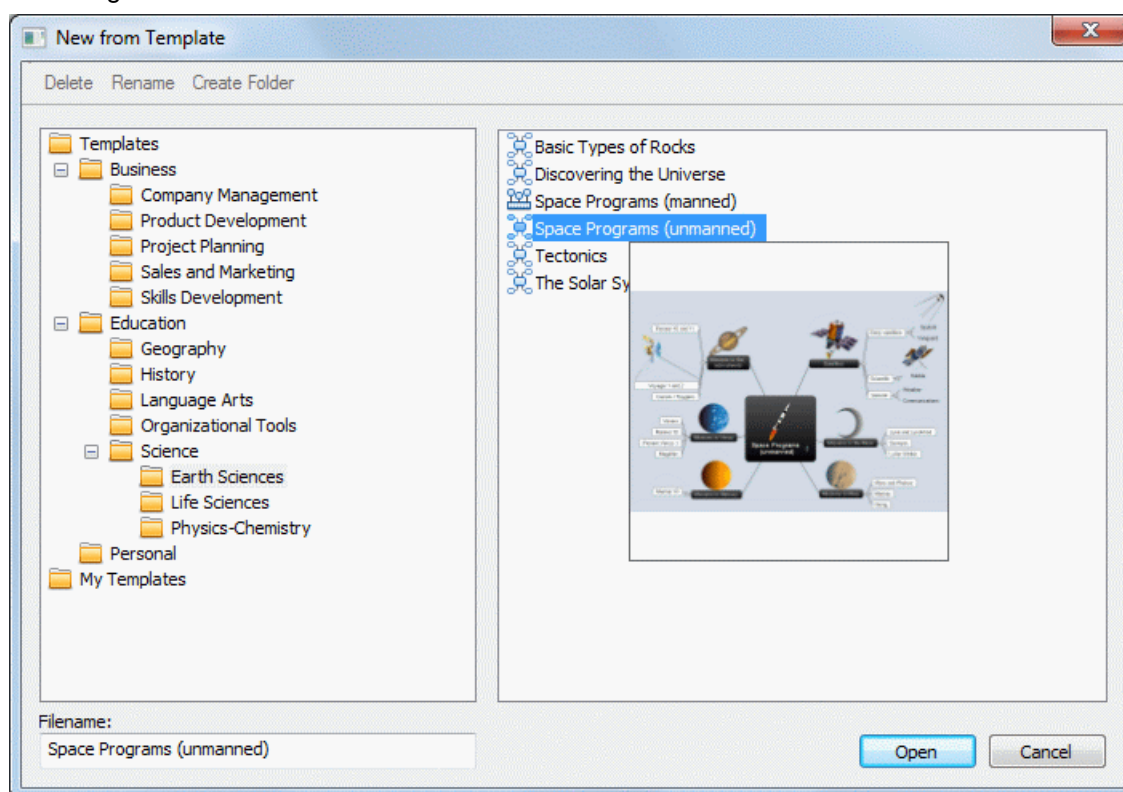 New from Template
Delete Rename Create Folder
Templates
Business
Company Management
Product Development
Project Planning
Sales and Marketing
Skills Development
Education
Geography
History
Language Arts
Organizational Tools
Science
Earth Sciences
Life Sciences
Physics-Chemistry
Personal
My Templates
Basic Types of Rocks
Discovering the Universe
Space Programs (manned)
Space Programs (unmanned)
Tectonics
The Solar Sy
Space Programs
(unmanned)
Filename:
Space Programs (unmanned)
Open Cancel